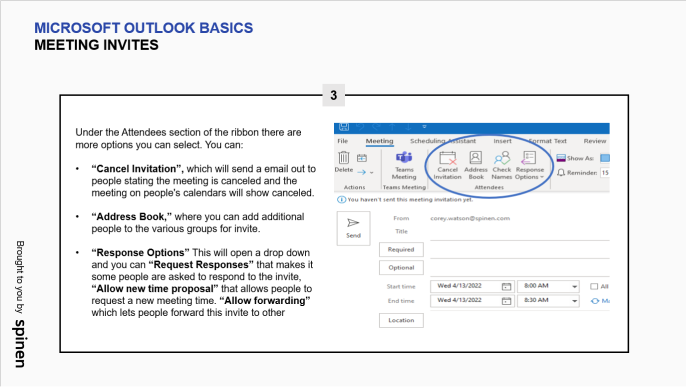 MICROSOFT OUTLOOK BASICS
MEETING INVITES
3
Under the Attendees section of the ribbon there are
more options you can select. You can:
• “Cancel Invitation”, which will send a email out to
people stating the meeting is canceled and the
meeting on people's calendars will show canceled.
• “Address Book,” where you can add additional
people to the various groups for invite.
• “Response Options” This will open a drop down
and you can “Request Responses” that makes it
some people are asked to respond to the invite,
“Allow new time proposal” that allows people to
request a new meeting time. “Allow forwarding”
which lets people forward this invite to other
File Meeting Scheduling Assistant Insert Format Text Review
Delete Teams Meeting Cancel Invitation Address Book Check Names Response Options Show As:
Reminder: 15
Actions Teams Meeting Attendees
You haven't sent this meeting invitation yet.
Send
From corey.watson@spinen.com
Title
Required
Optional
Start time Wed 4/13/2022 8:00 AM All
End time Wed 4/13/2022 8:30 AM
Location
Brought to you by spinen